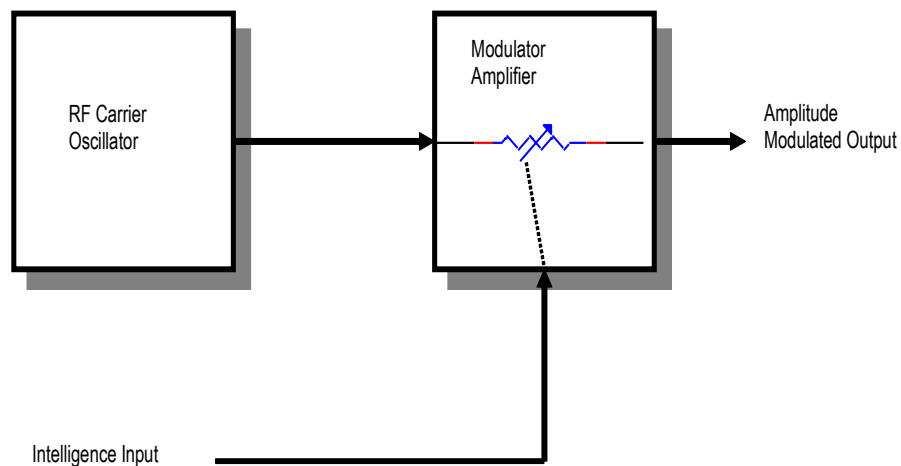 RF Carrier
Oscillator
Modulator
Amplifier
Amplitude
Modulated Output
Intelligence Input